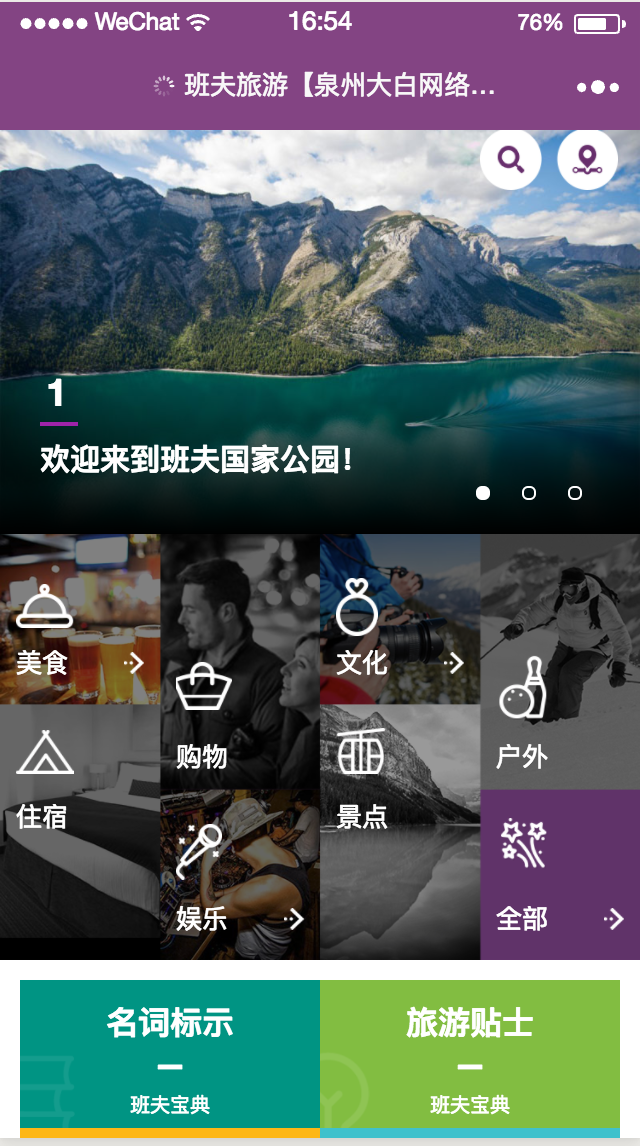 ●●●●● WeChat 16:54 76%
班夫旅游【泉州大白网络...
1
欢迎来到班夫国家公园！
美食
购物
文化
户外
住宿
娱乐
景点
全部
名词标示
班夫宝典
旅游贴士
班夫宝典